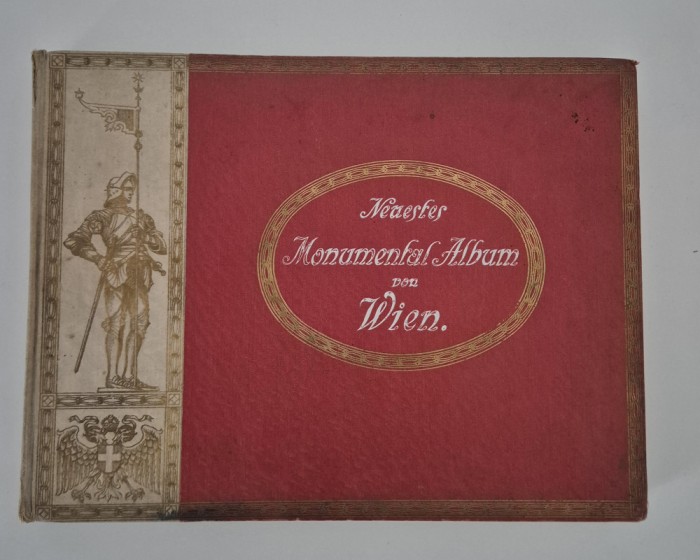 Neuestes
Monumental Album
von
Wien.